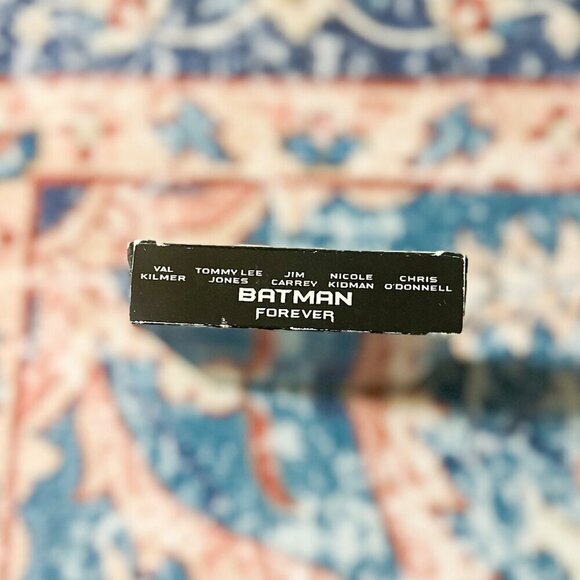 VAL KILMER
TOMMY LEE JONES
JIM CARREY
NICOLE KIDMAN
CHRIS O'DONNELL
BATMAN
FOREVER